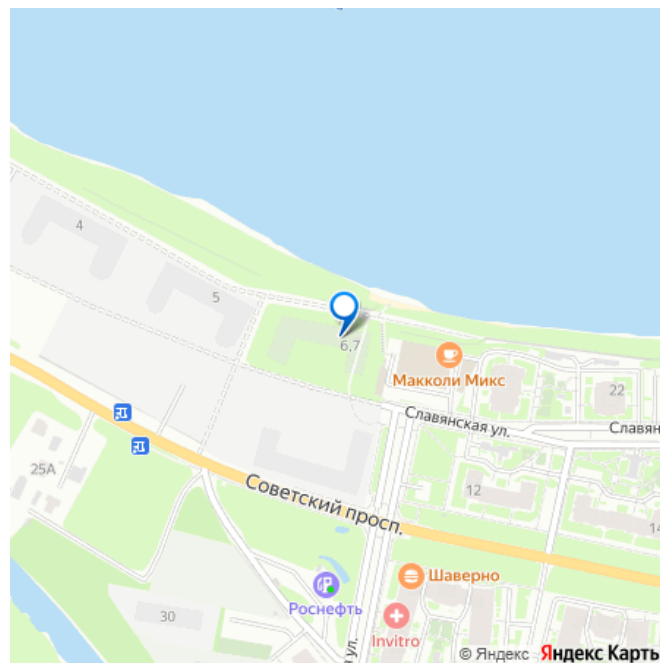 4
5
6,7
Макколи Микс
22
Славянская ул.
Славян
25А
12
Советский просп.
14
Шаверно
Роснефть
30
Invitro
ул.
© Яндекс Яндекс Карты